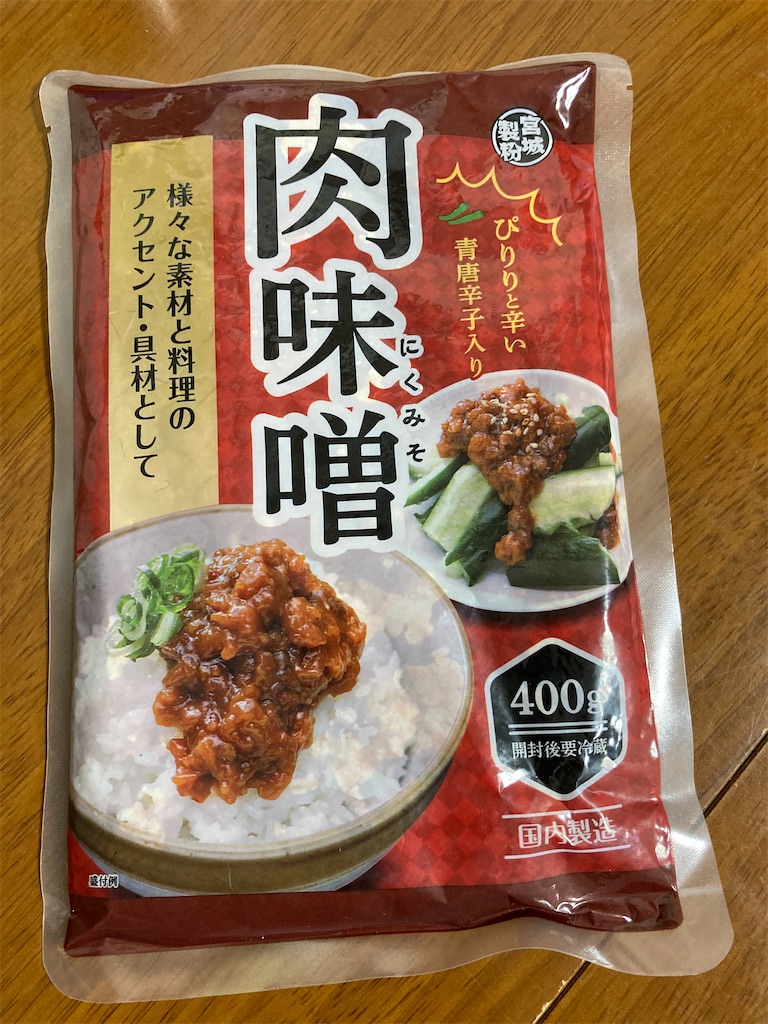 宮城
製粉
肉味噌
にくみそ
ぴりりと辛い
青唐辛子入り
様々な素材と料理の
アクセント・具材として
400g
開封後要冷蔵
国内製造
盛付例